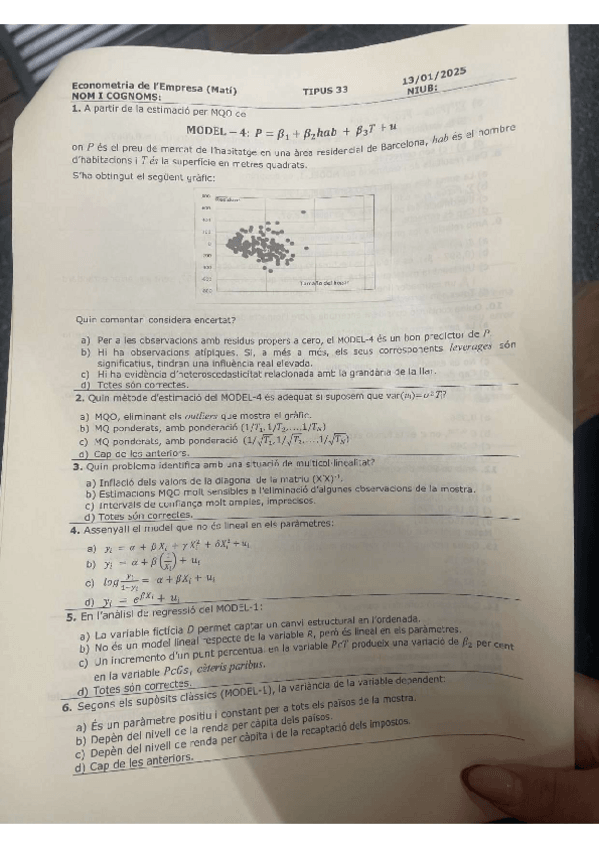 Econometria de l'Empresa (Matí) TIPUS 33 13/01/2025
NOM I COGNOMS: NIUB:
1. A partir de la estimació per MQO de
MODEL − 4: P = β₁ + β₂hab + β₃T + u
on P és el preu de mercat de l'habitatge en una àrea residencial de Barcelona, hab és el nombre
d'habitacions i T és la superfície en metres quadrats.
S'ha obtingut el següent gràfic:
Quin comentari considera encertat?
a) Per a les observacions amb residus propers a cero, el MODEL-4 és un bon predictor de P
b) Hi ha observacions atípiques. Si, a més a més, els seus corresponents leverages són
significatius, tindran una influència real elevada.
c) Hi ha evidència d'heteroscedasticitat relacionada amb la grandària de la llar.
d) Totes són correctes.
2. Quin mètode d'estimació del MODEL-4 és adequat si suposem que var(uᵢ)=σ²Tᵢ?
a) MQO, eliminant els outliers que mostra el gràfic.
b) MQ ponderats, amb ponderació (1/T₁, 1/T₂, ...,1/T_N)
c) MQ ponderats, amb ponderació (1/√T₁, 1/√T₂, ...,1/√T_N)
d) Cap de les anteriors.
3. Quin problema identifica amb una situació de multicol·linealitat?
a) Inflació dels valors de la diagonal de la matriu (X'X)⁻¹.
b) Estimacions MQO molt sensibles a l'eliminació d'algunes observacions de la mostra.
c) Intervals de confiança molt amples, imprecisos.
d) Totes són correctes.
4. Assenyali el model que no és lineal en els paràmetres:
a) yᵢ = α + βXᵢ + γXᵢ² + δXᵢ³ + uᵢ
b) yᵢ = α + β(1/Xᵢ) + uᵢ
c) log yᵢ/(1−yᵢ) = α + βXᵢ + uᵢ
d) yᵢ = e^(βXᵢ) + uᵢ
5. En l'anàlisi de regressió del MODEL-1:
a) La variable fictícia D permet captar un canvi estructural en l'ordenada.
b) No és un model lineal respecte de la variable R, però és lineal en els paràmetres.
c) Un increment d'un punt percentual en la variable PcT produeix una variació de β₂ per cent
en la variable PcGs, ceteris paribus.
d) Totes són correctes.
6. Segons els supòsits clàssics (MODEL-1), la variància de la variable dependent:
a) És un paràmetre positiu i constant per a tots els països de la mostra.
b) Depèn del nivell de la renda per càpita dels països.
c) Depèn del nivell de renda per càpita i de la recaptació dels impostos.
d) Cap de les anteriors.